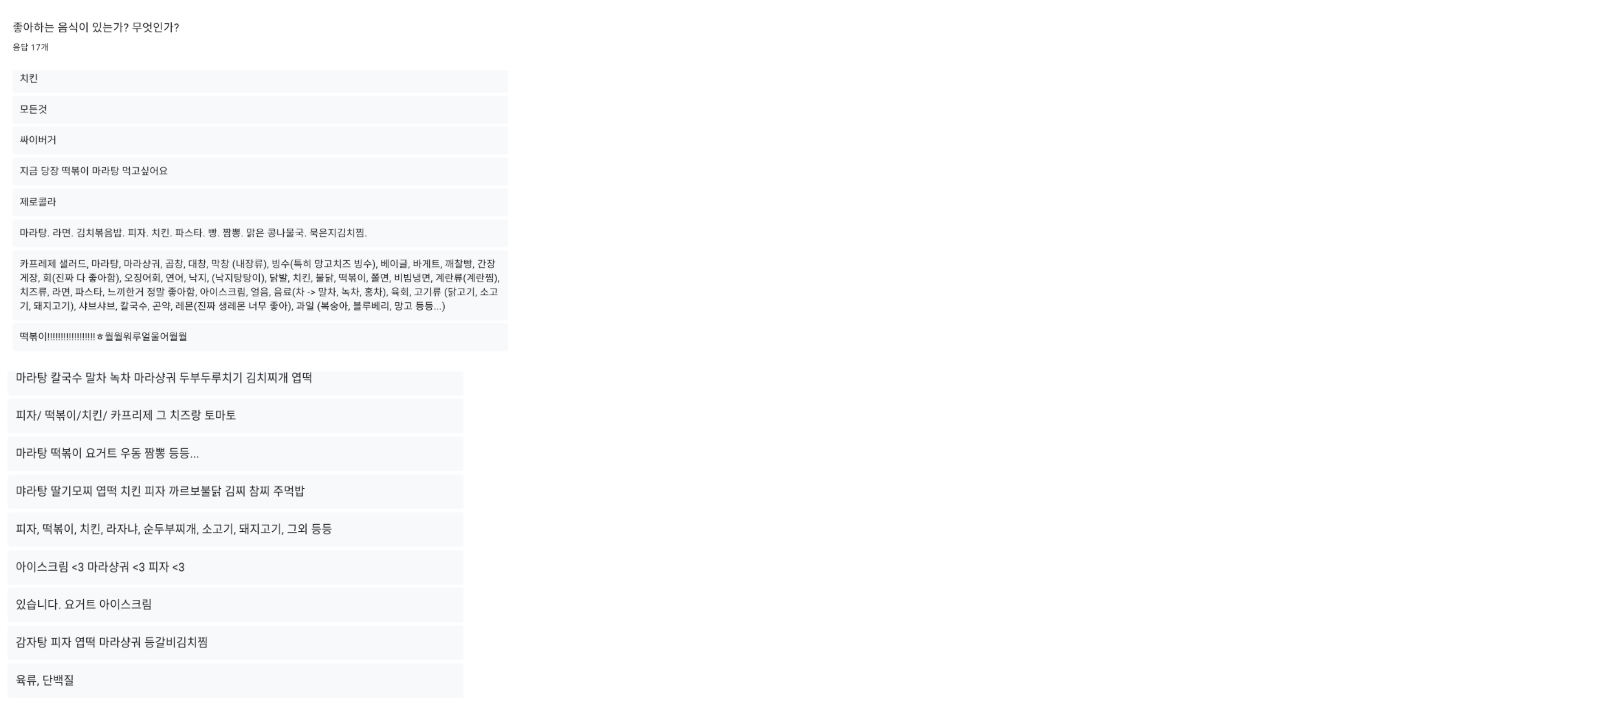 좋아하는 음식이 있는가? 무엇인가?
응답 17개
치킨
모든것
싸이버거
지금 당장 떡볶이 마라탕 먹고싶어요
제로콜라
마라탕. 라면. 김치볶음밥. 피자. 치킨. 파스타. 빵. 짬뽕. 맑은 콩나물국. 묵은지김치찜.
카프레제 샐러드, 마라탕, 마라샹궈, 곱창, 대창, 막창 (내장류), 빙수(특히 망고치즈 빙수), 베이글, 바게트, 깨찰빵, 간장
게장, 회(진짜 다 좋아함), 오징어회, 연어, 낙지, (낙지탕탕이), 닭발, 치킨, 불닭, 떡볶이, 쫄면, 비빔냉면, 계란류(계란찜),
치즈류, 라면, 파스타, 느끼한거 정말 좋아함, 아이스크림, 얼음, 음료(차 -> 말차, 녹차, 홍차), 육회, 고기류 (닭고기, 소고
기, 돼지고기), 샤브샤브, 칼국수, 곤약, 레몬(진짜 생레몬 너무 좋아), 과일 (복숭아, 블루베리, 망고 등등...)
떡볶이!!!!!!!!!!!!!!!!!!!ㅎ월월워루얼울어월월
마라탕 칼국수 말차 녹차 마라샹궈 두부두루치기 김치찌개 엽떡
피자/ 떡볶이/치킨/ 카프리제 그 치즈랑 토마토
마라탕 떡볶이 요거트 우동 짬뽕 등등...
먀라탕 딸기모찌 엽떡 치킨 피자 까르보불닭 김찌 참찌 주먹밥
피자, 떡볶이, 치킨, 라자냐, 순두부찌개, 소고기, 돼지고기, 그외 등등
아이스크림 <3 마라샹궈 <3 피자 <3
있습니다. 요거트 아이스크림
감자탕 피자 엽떡 마라샹궈 등갈비김치찜
육류, 단백질